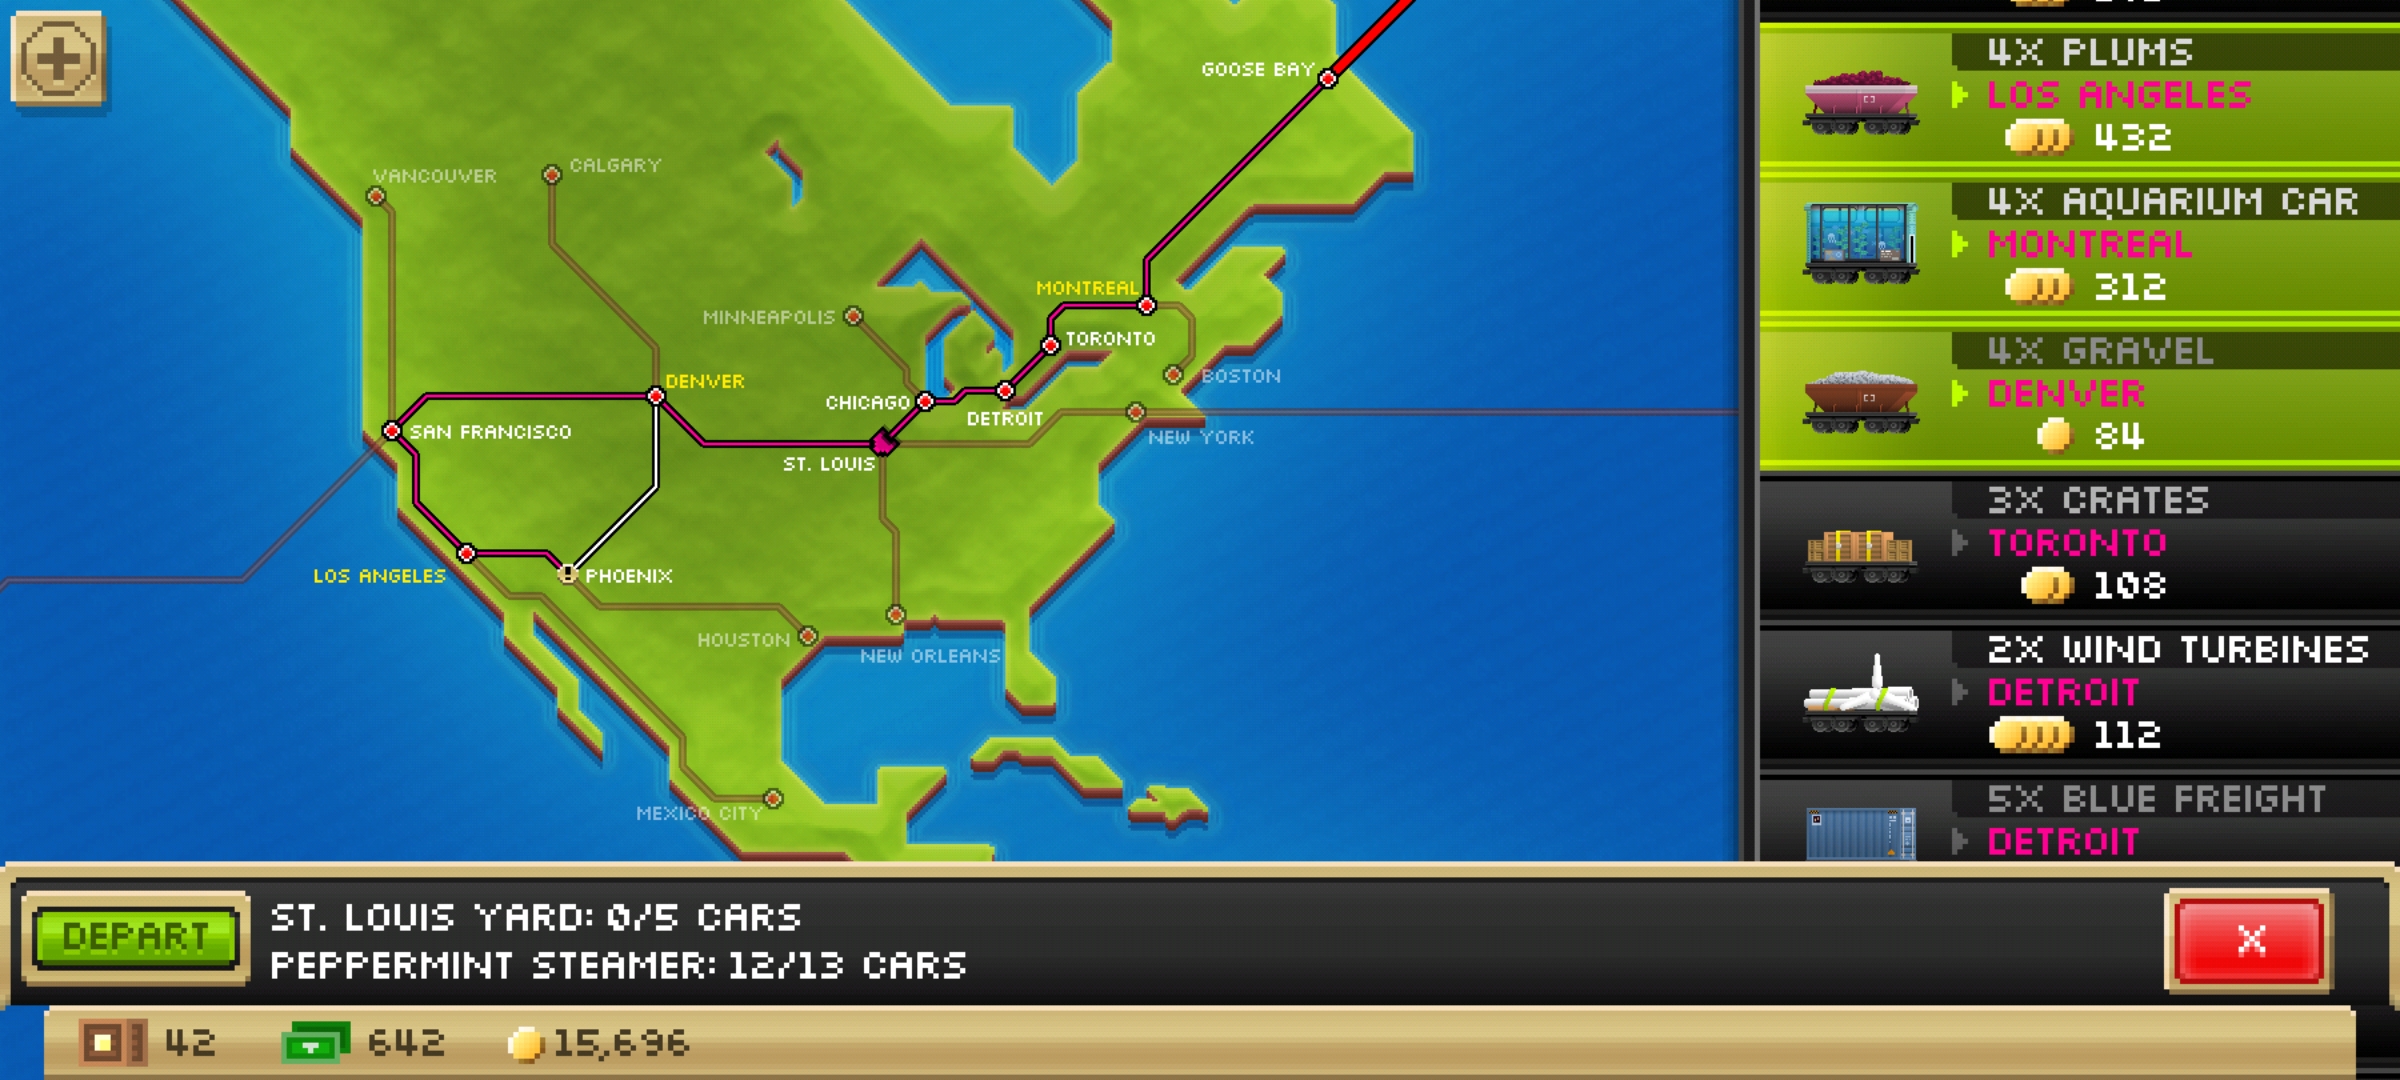 GOOSE BAY
VANCOUVER
CALGARY
MONTREAL
MINNEAPOLIS
TORONTO
DENVER
BOSTON
CHICAGO
DETROIT
SAN FRANCISCO
NEW YORK
ST. LOUIS
LOS ANGELES
PHOENIX
HOUSTON
NEW ORLEANS
MEXICO CITY
4X PLUMS
LOS ANGELES
432
4X AQUARIUM CAR
MONTREAL
312
4X GRAVEL
DENVER
84
3X CRATES
TORONTO
108
2X WIND TURBINES
DETROIT
112
5X BLUE FREIGHT
DETROIT
DEPART
ST. LOUIS YARD: 0/5 CARS
PEPPERMINT STEAMER: 12/13 CARS
X
42
642
15,696